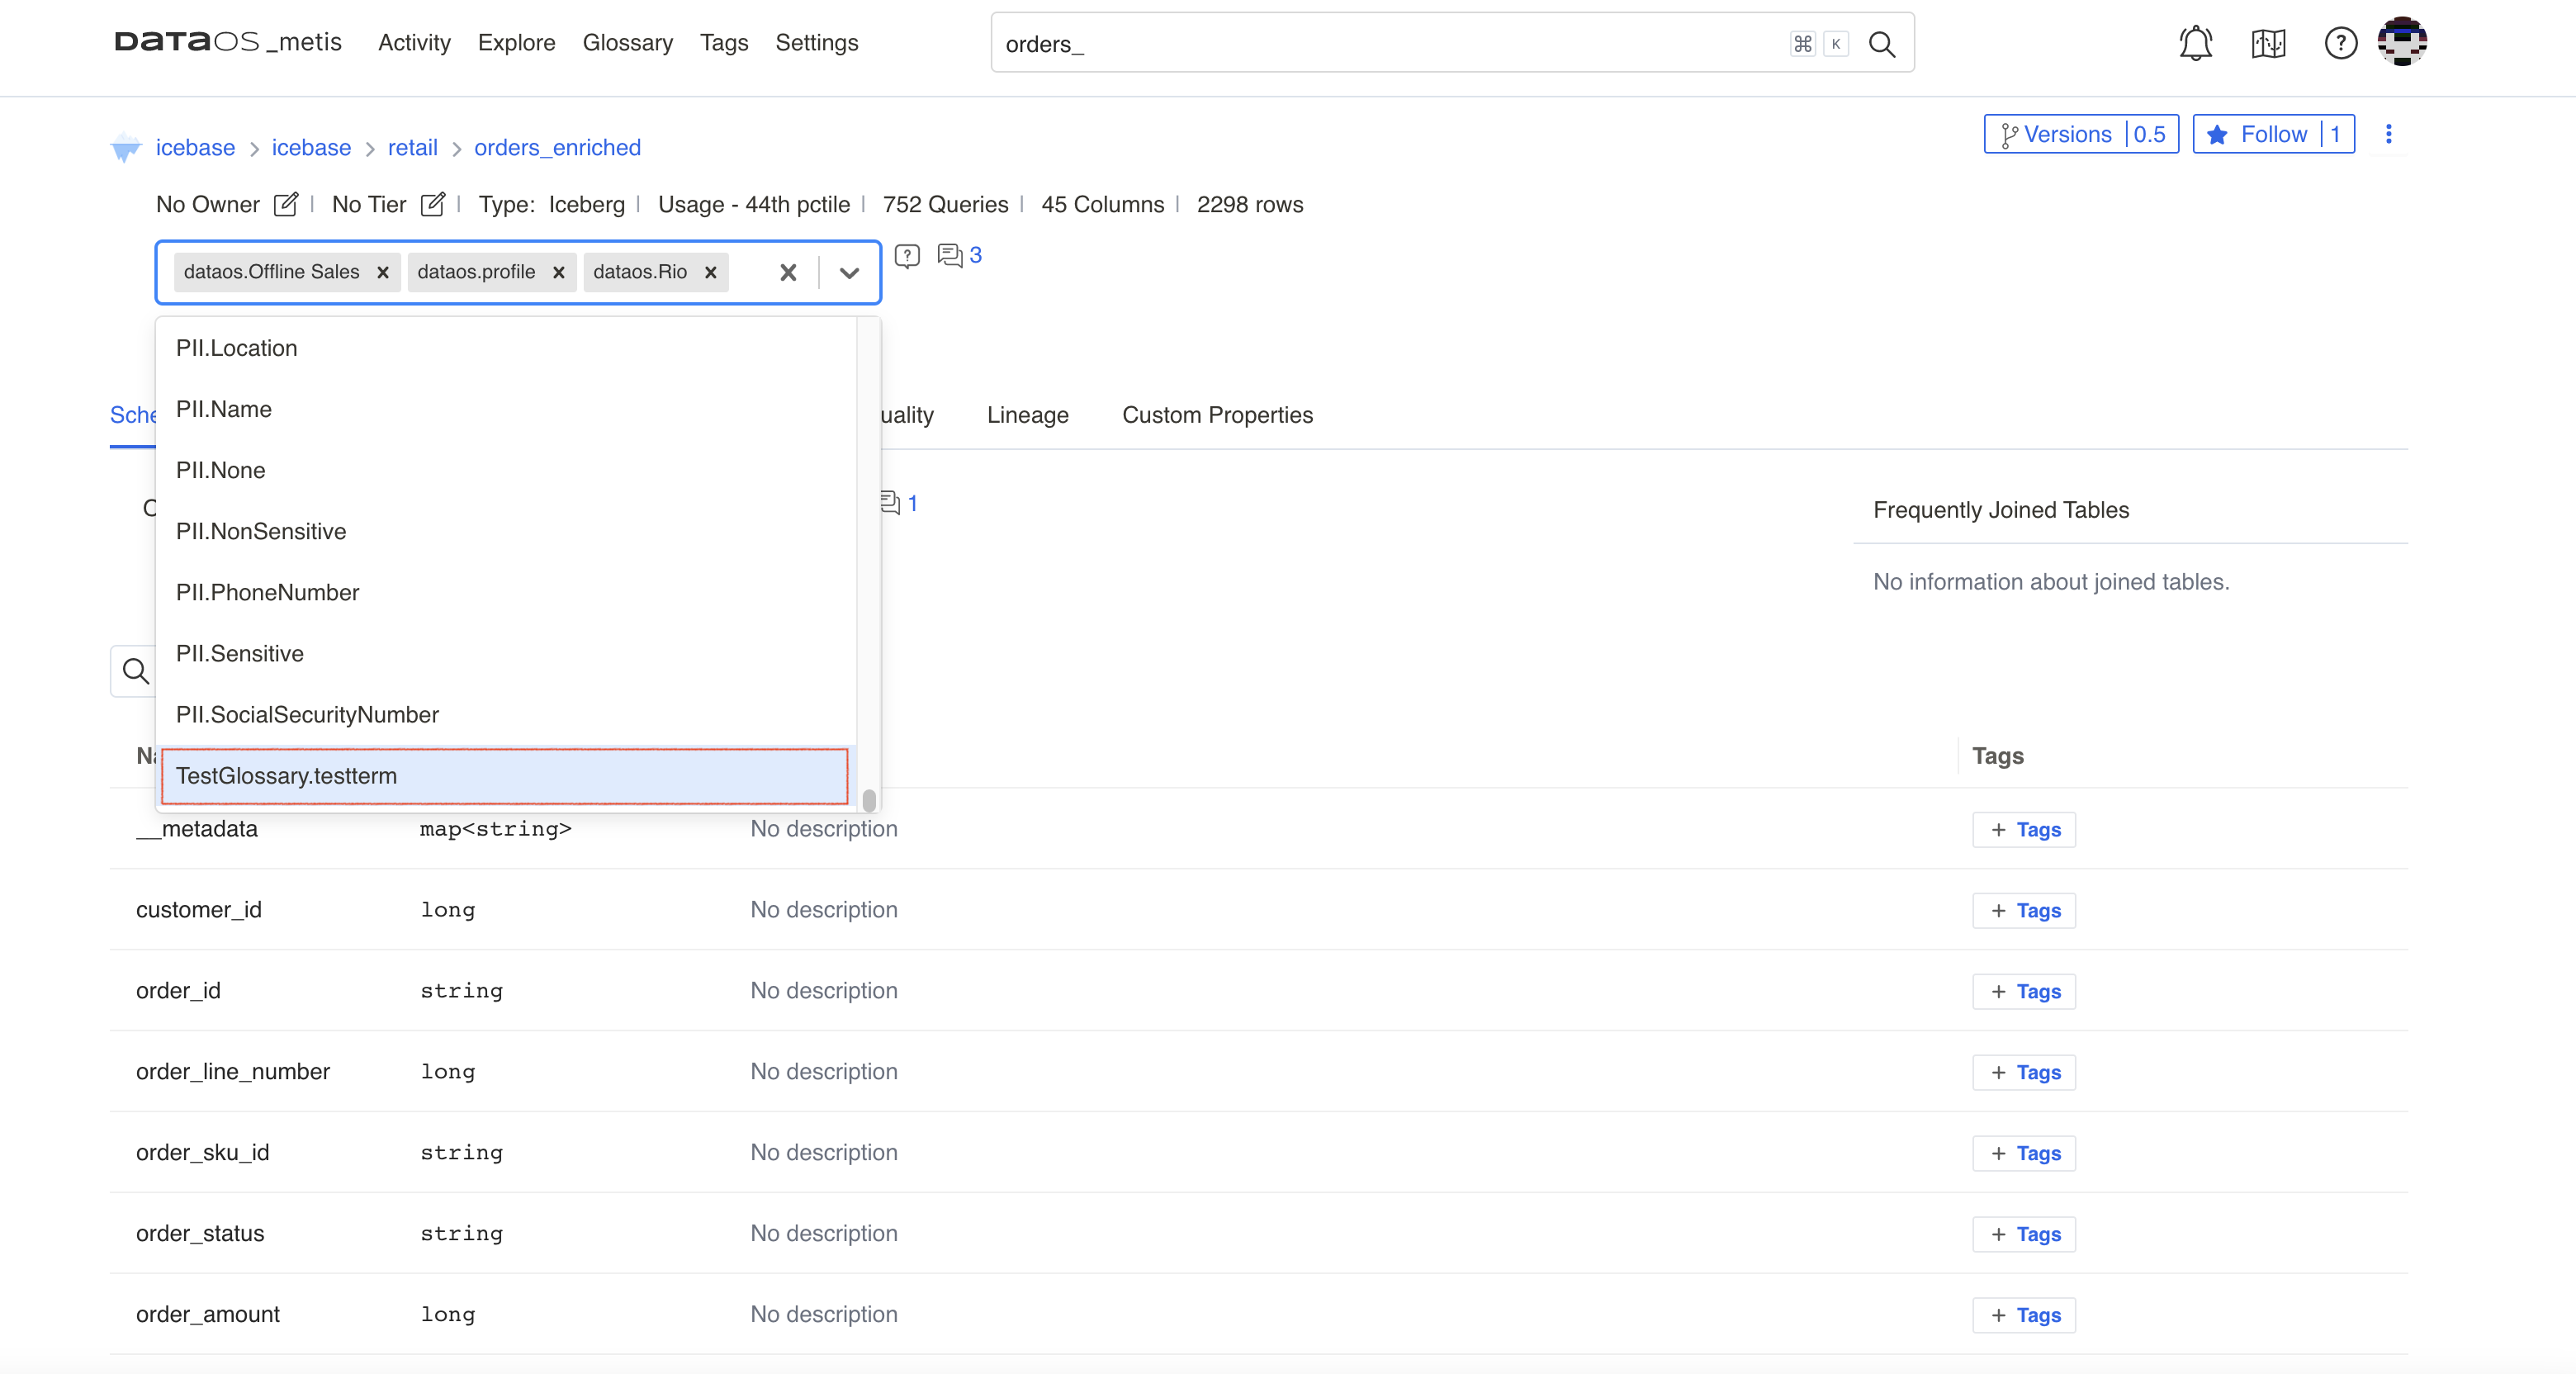 DATAOS _metis Activity Explore Glossary Tags Settings orders_ ⌘ K
icebase > icebase > retail > orders_enriched Versions | 0.5 Follow | 1
No Owner | No Tier | Type: Iceberg | Usage - 44th pctile | 752 Queries | 45 Columns | 2298 rows
dataos.Offline Sales × dataos.profile × dataos.Rio × 3
PII.Location
PII.Name
Sche uality Lineage Custom Properties
PII.None
1
Frequently Joined Tables
PII.NonSensitive
No information about joined tables.
PII.PhoneNumber
PII.Sensitive
PII.SocialSecurityNumber
Tags
TestGlossary.testterm
__metadata map<string> No description + Tags
customer_id long No description + Tags
order_id string No description + Tags
order_line_number long No description + Tags
order_sku_id string No description + Tags
order_status string No description + Tags
order_amount long No description + Tags